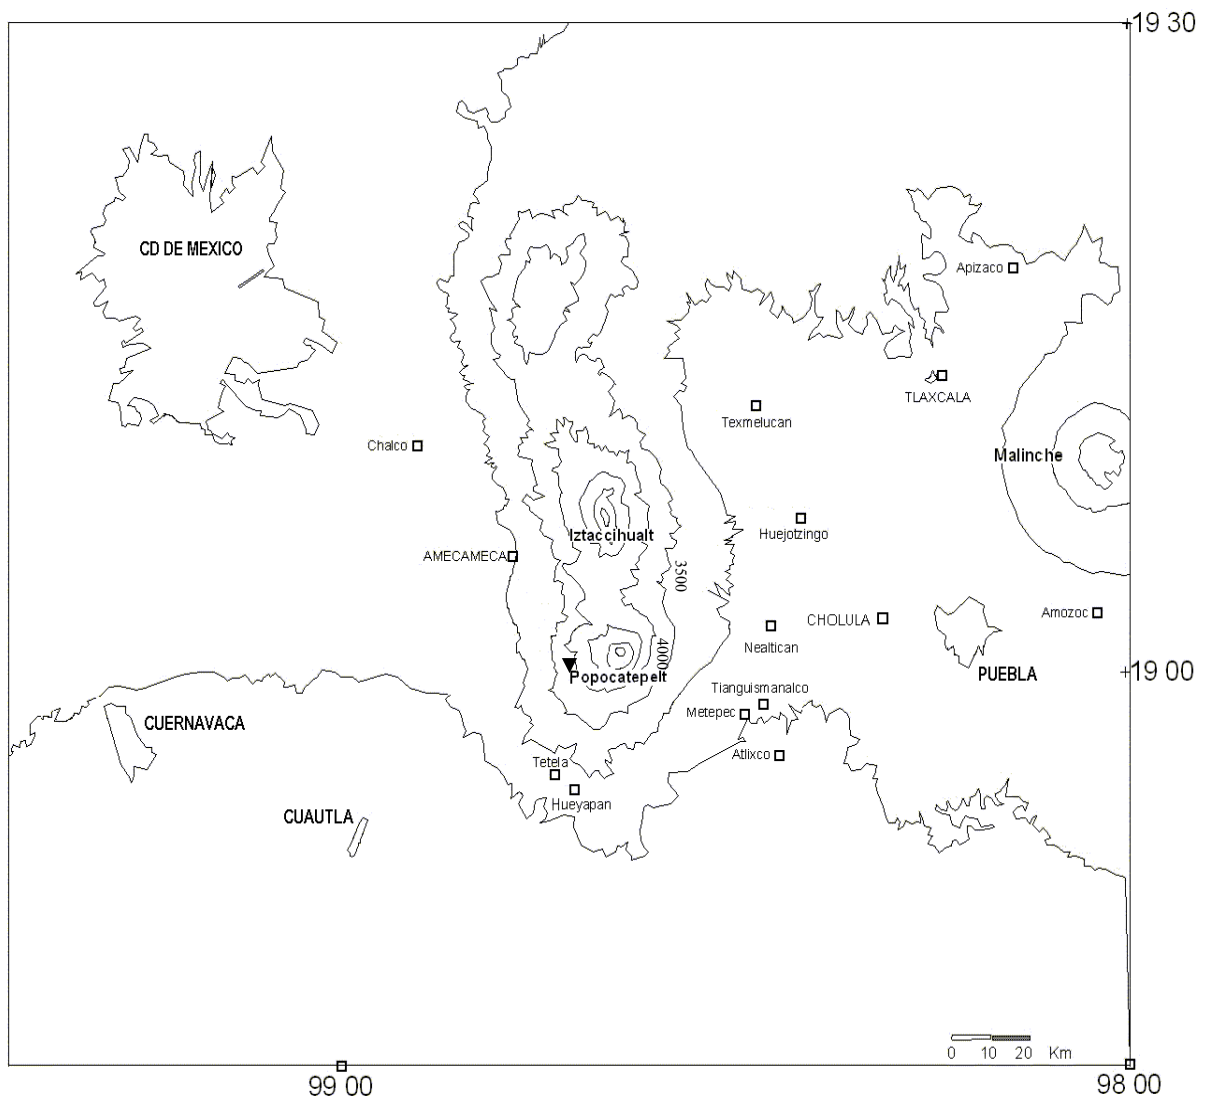 19 30
CD DE MEXICO
Apizaco
TLAXCALA
Texmelucan
Chalco
Malinche
Huejotzingo
Iztaccihualt
AMECAMECA
3500
Amozoc
CHOLULA
Nealtican
4000
19 00
Popocatepelt
PUEBLA
Tianguismanalco
Metepec
CUERNAVACA
Atlixco
Tetela
Hueyapan
CUAUTLA
0 10 20 Km
99 00
98 00